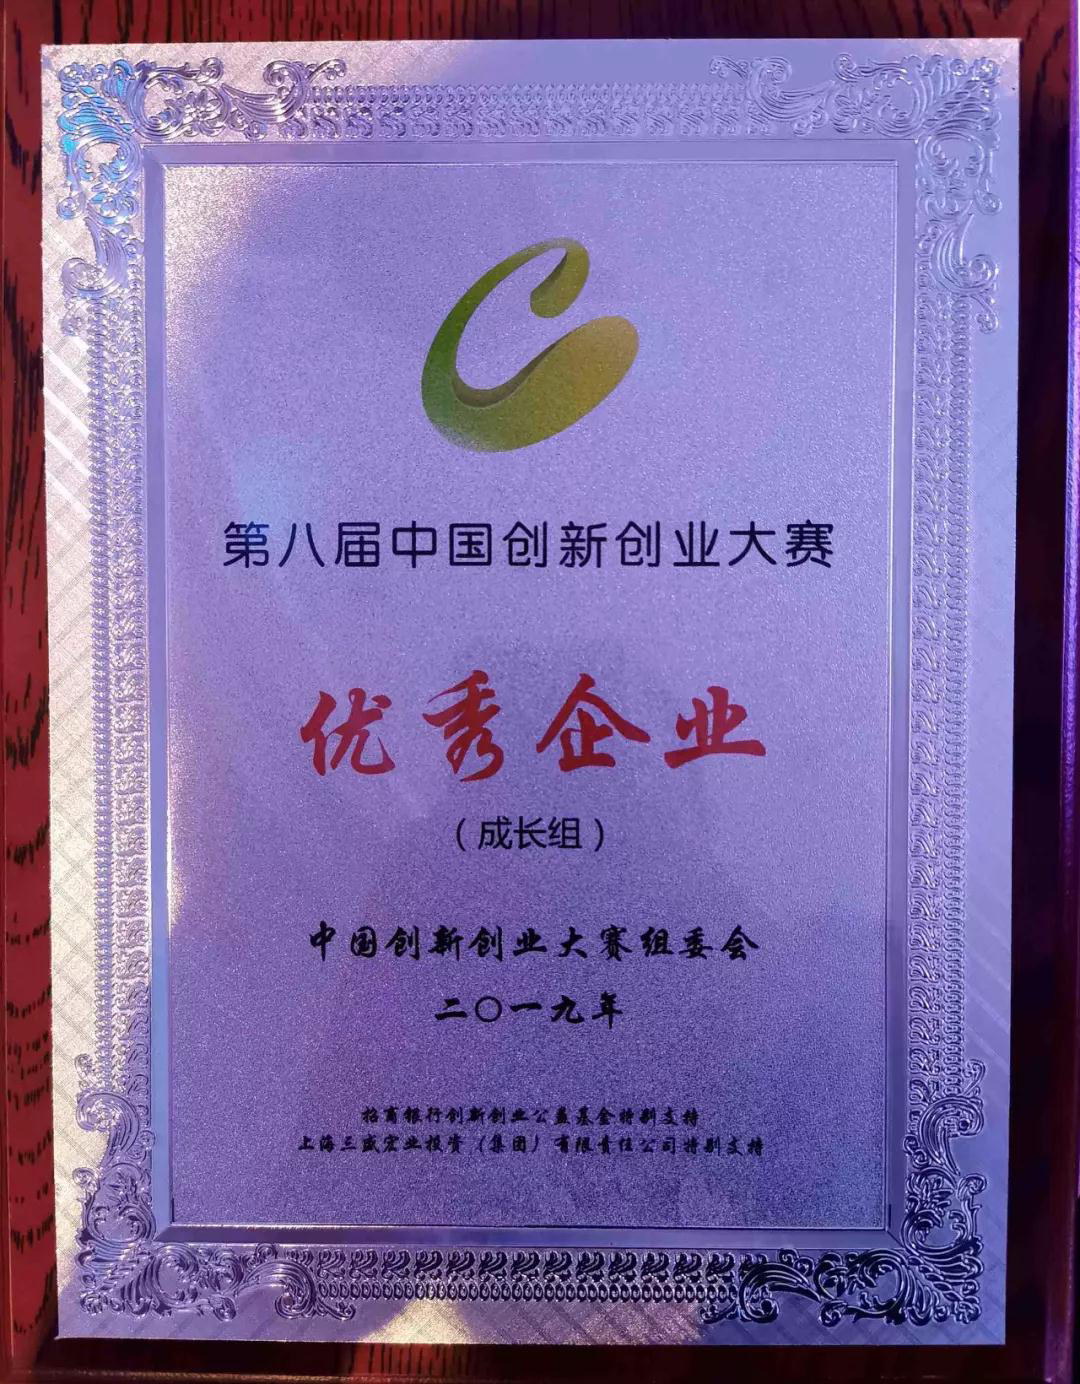 第八届中国创新创业大赛
优秀企业
（成长组）
中国创新创业大赛组委会
二〇一九年
招商银行创新创业公益基金特别支持
上海三盛宏业投资（集团）有限责任公司特别支持